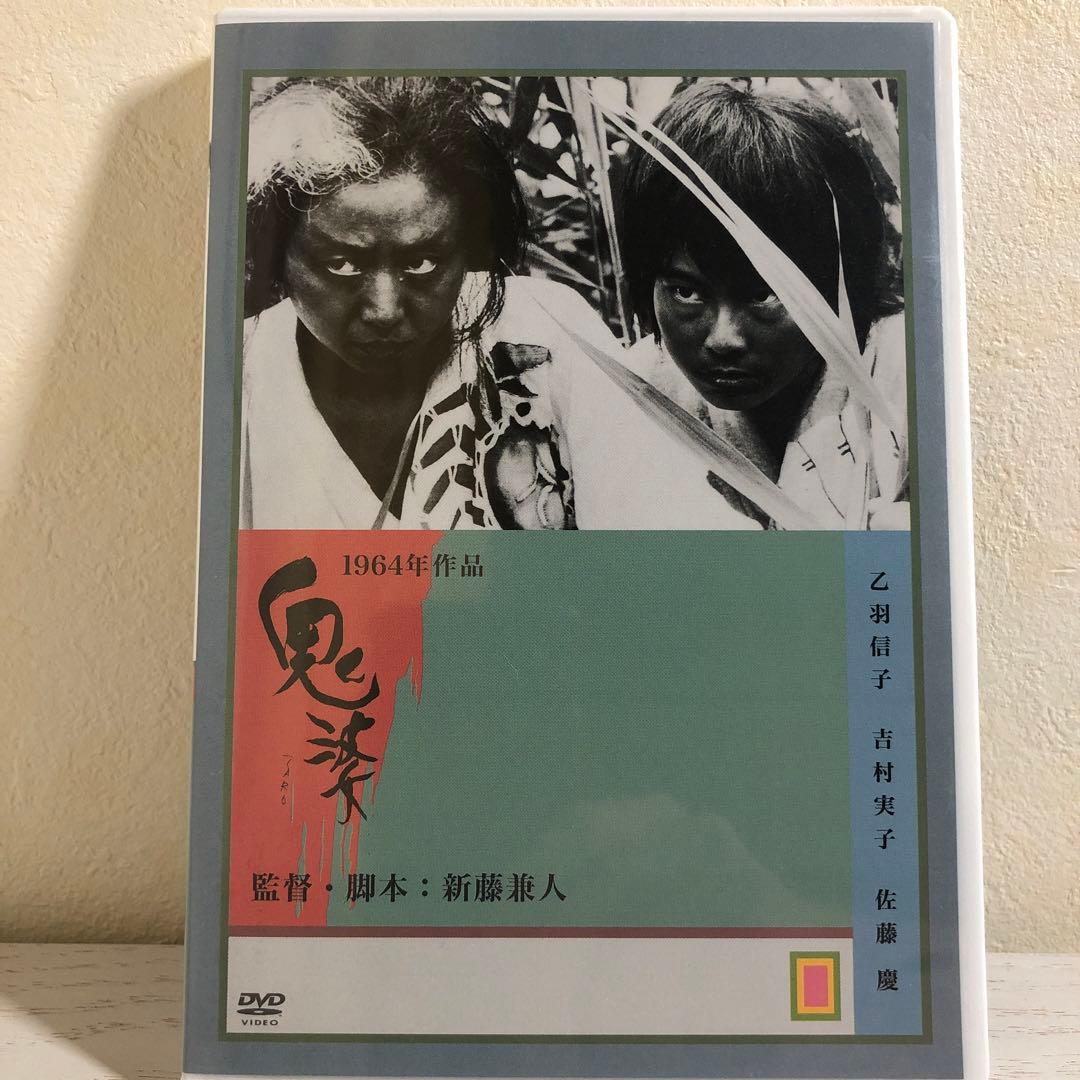 1964年作品
鬼婆
TARO
監督・脚本:新藤兼人
乙羽信子 吉村実子 佐藤慶
DVD
VIDEO